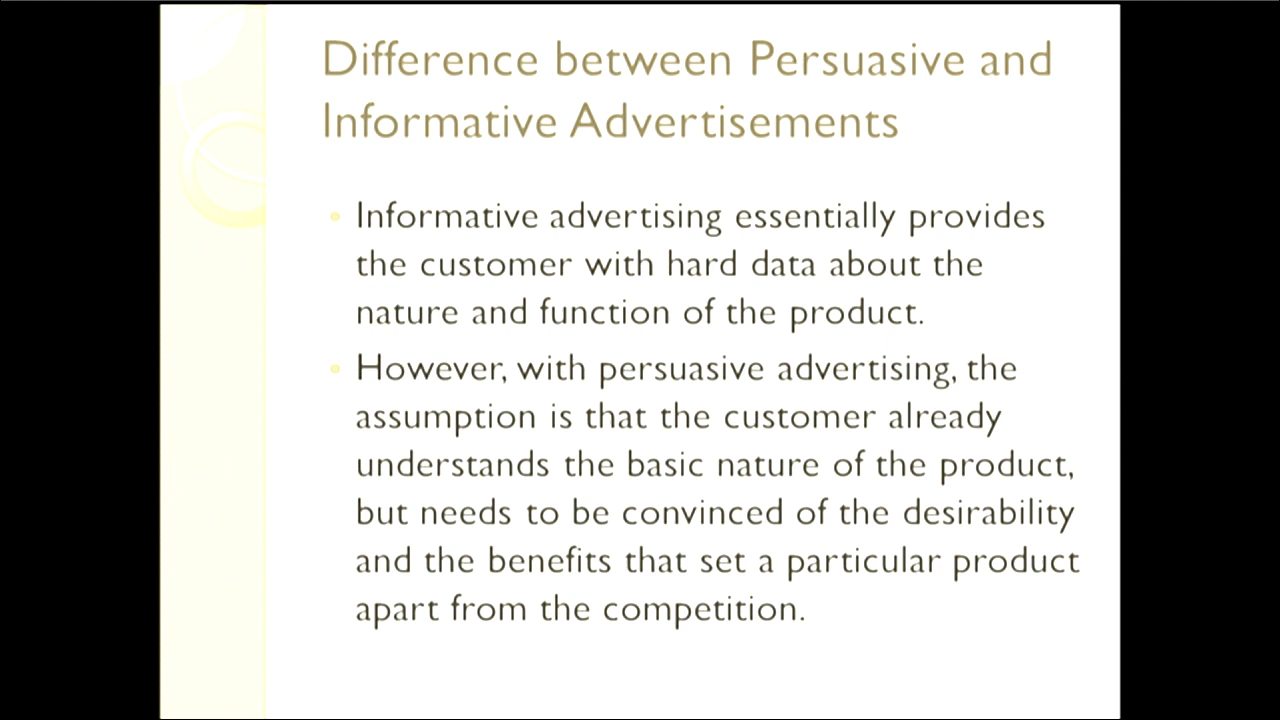 Difference between Persuasive and
Informative Advertisements
• Informative advertising essentially provides
the customer with hard data about the
nature and function of the product.
• However, with persuasive advertising, the
assumption is that the customer already
understands the basic nature of the product,
but needs to be convinced of the desirability
and the benefits that set a particular product
apart from the competition.